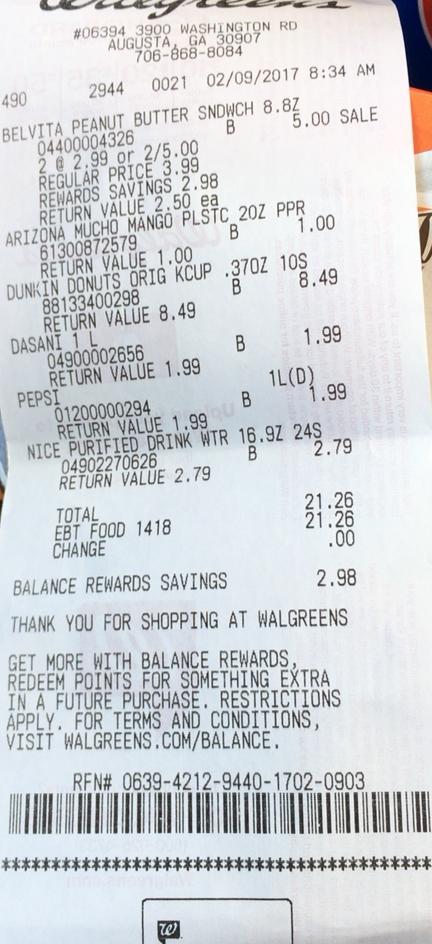 Walgreens
#06394 3900 WASHINGTON RD
AUGUSTA, GA 30907
706-868-8084
490 2944 0021 02/09/2017 8:34 AM
BELVITA PEANUT BUTTER SNDWCH 8.8Z
04400004326 B 5.00 SALE
2 @ 2.99 or 2/5.00
REGULAR PRICE 3.99
REWARDS SAVINGS 2.98
RETURN VALUE 2.50 ea
ARIZONA MUCHO MANGO PLSTC 20Z PPR
61300872579 B 1.00
RETURN VALUE 1.00
DUNKIN DONUTS ORIG KCUP .37OZ 10S
88133400298 B 8.49
RETURN VALUE 8.49
DASANI 1 L
04900002656 B 1.99
RETURN VALUE 1.99
PEPSI 1L(D)
01200000294 B 1.99
RETURN VALUE 1.99
NICE PURIFIED DRINK WTR 16.9Z 24S
04902270626 B 2.79
RETURN VALUE 2.79
TOTAL 21.26
EBT FOOD 1418 21.26
CHANGE .00
BALANCE REWARDS SAVINGS 2.98
THANK YOU FOR SHOPPING AT WALGREENS
GET MORE WITH BALANCE REWARDS,
REDEEM POINTS FOR SOMETHING EXTRA
IN A FUTURE PURCHASE. RESTRICTIONS
APPLY. FOR TERMS AND CONDITIONS,
VISIT WALGREENS.COM/BALANCE.
RFN# 0639-4212-9440-1702-0903
******************************************
W